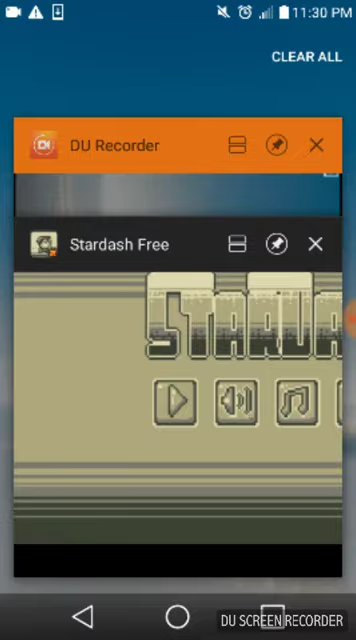 11:30 PM
CLEAR ALL
DU Recorder
Stardash Free
DU SCREEN RECORDER